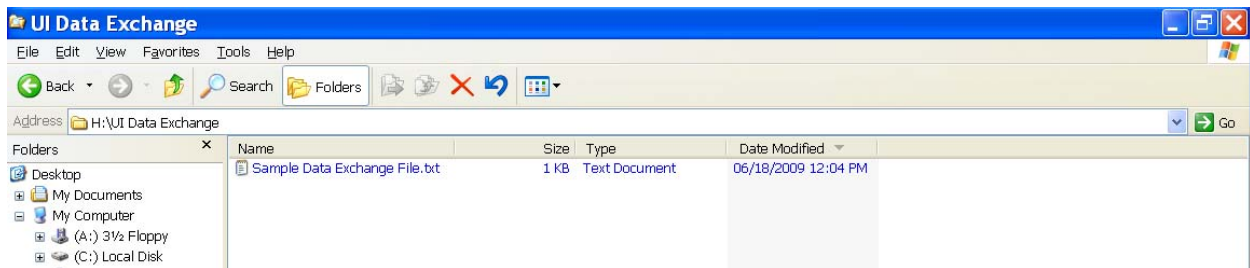 UI Data Exchange
File Edit View Favorites Tools Help
Back Search Folders
Address H:\UI Data Exchange Go
Folders × Name Size Type Date Modified
Desktop Sample Data Exchange File.txt 1 KB Text Document 06/18/2009 12:04 PM
My Documents
My Computer
(A:) 3½ Floppy
(C:) Local Disk